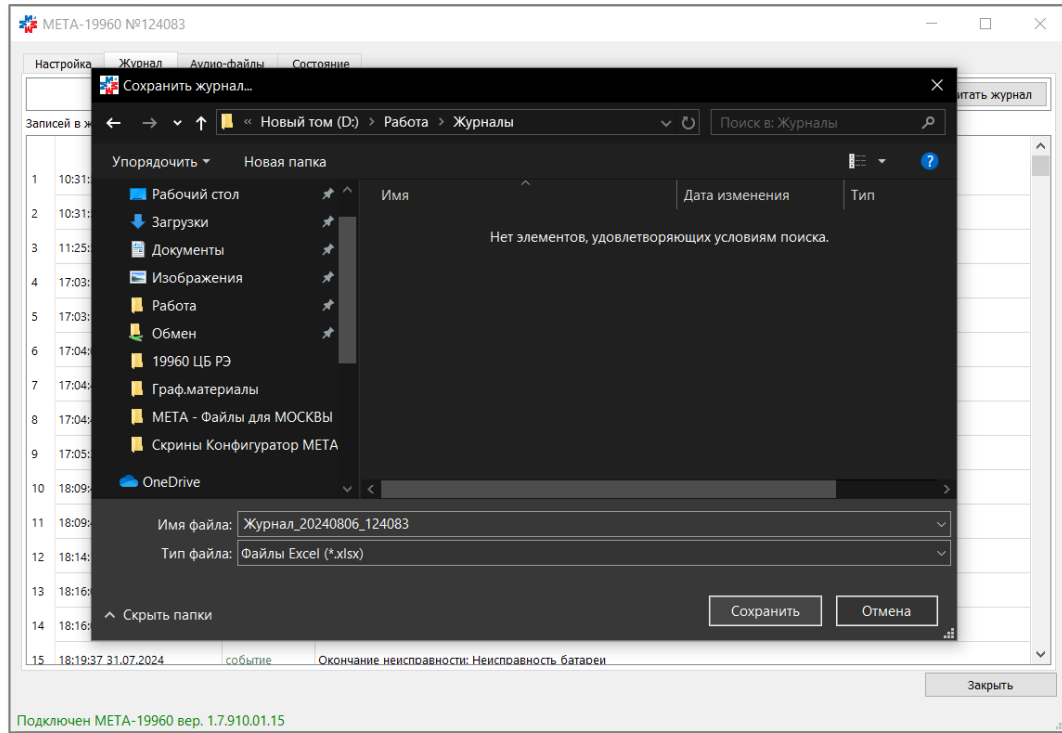 META-19960 №124083
Настройка Журнал Аудио-файлы Состояние
Сохранить журнал...
итать журнал
« Новый том (D:) > Работа > Журналы
Поиск в: Журналы
Записей в ж
Упорядочить Новая папка
Имя Дата изменения Тип
Нет элементов, удовлетворяющих условиям поиска.
Рабочий стол
Загрузки
Документы
Изображения
Работа
Обмен
19960 ЦБ РЭ
Граф.материалы
МЕТА - Файлы для МОСКВЫ
Скрины Конфигуратор МЕТА
OneDrive
1 10:31:
2 10:31:
3 11:25:
4 17:03:
5 17:03:
6 17:04:
7 17:04:
8 17:04:
9 17:05:
10 18:09:
11 18:09:
12 18:14:
13 18:16:
14 18:16:
Имя файла: Журнал_20240806_124083
Тип файла: Файлы Excel (*.xlsx)
Скрыть папки
Сохранить Отмена
15 18:19:37 31.07.2024 событие Окончание неисправности: Неисправность батареи
Закрыть
Подключен МЕТА-19960 вер. 1.7.910.01.15